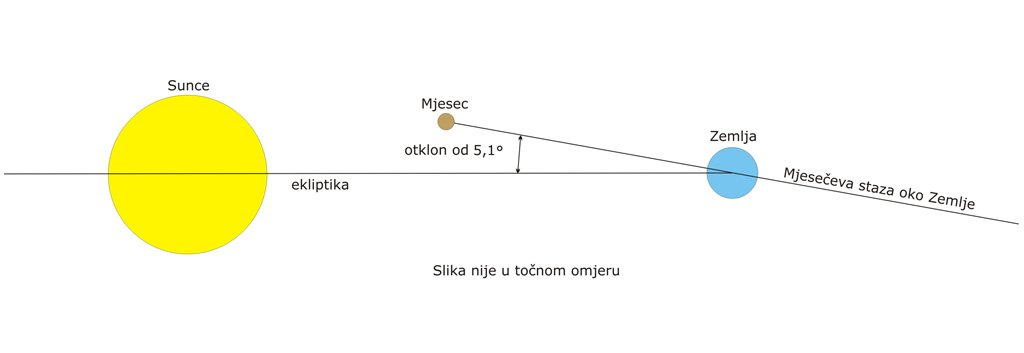 Sunce
Mjesec
Zemlja
otklon od 5,1°
ekliptika
Mjesečeva staza oko Zemlje
Slika nije u točnom omjeru